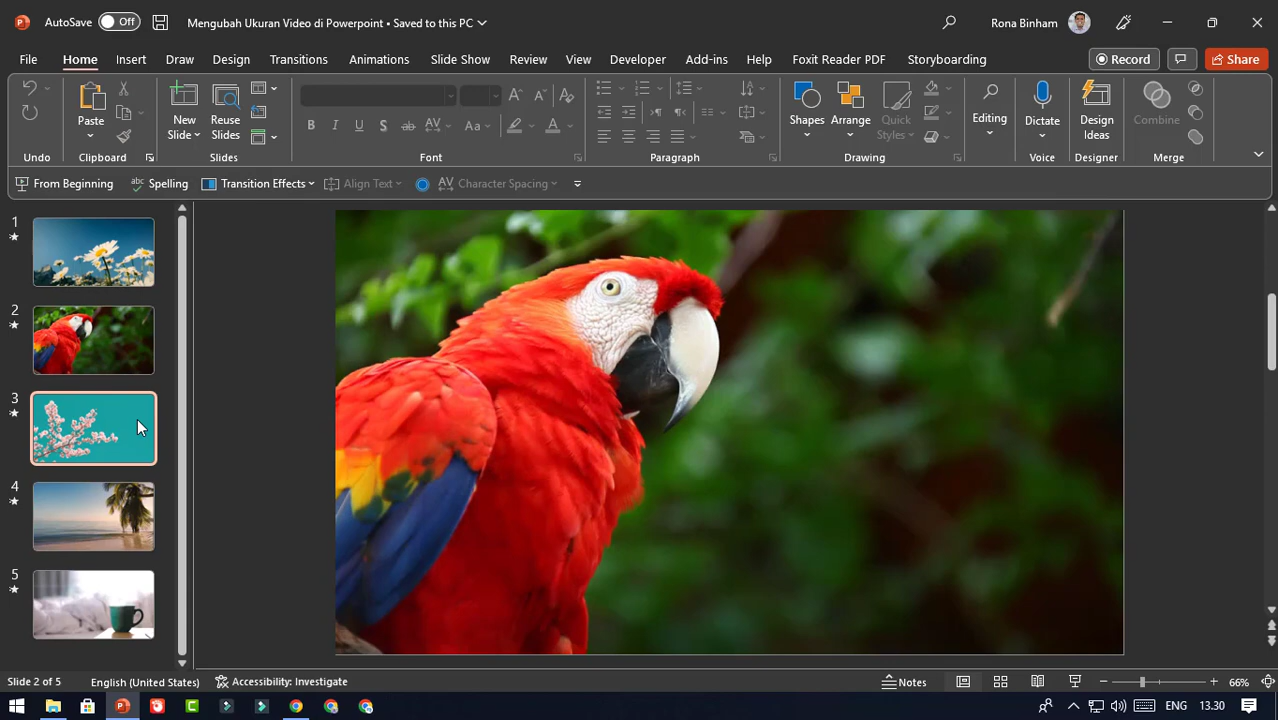 AutoSave Off Mengubah Ukuran Video di Powerpoint • Saved to this PC Rona Binham
File Home Insert Draw Design Transitions Animations Slide Show Review View Developer Add-ins Help Foxit Reader PDF Storyboarding Record Share
Paste New Slide Reuse Slides Shapes Arrange Quick Styles Editing Dictate Design Ideas Combine
Undo Clipboard Slides Font Paragraph Drawing Voice Designer Merge
From Beginning Spelling Transition Effects Align Text Character Spacing
1
2
3
4
5
Slide 2 of 5 English (United States) Accessibility: Investigate Notes 66%
ENG 13.30